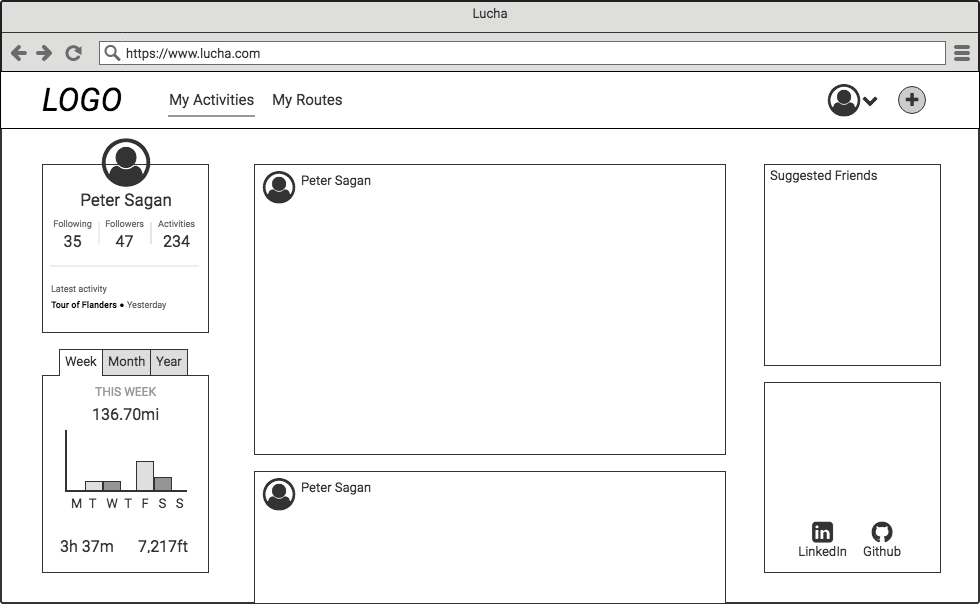 Lucha
https://www.lucha.com
LOGO My Activities My Routes
Peter Sagan
Following Followers Activities
35 47 234
Latest activity
Tour of Flanders • Yesterday
Week Month Year
THIS WEEK
136.70mi
M T W T F S S
3h 37m 7,217ft
Peter Sagan
Peter Sagan
Suggested Friends
in
LinkedIn Github